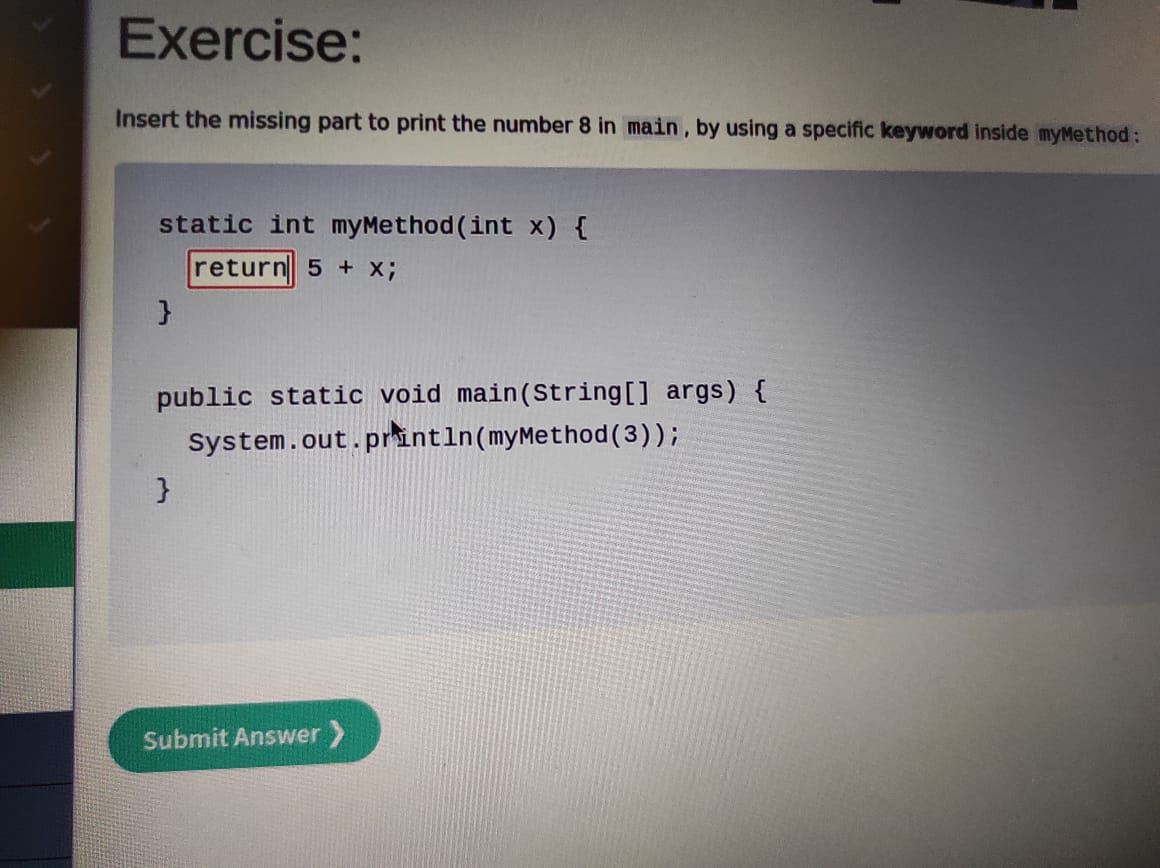 Exercise:
Insert the missing part to print the number 8 in main, by using a specific keyword inside myMethod:
static int myMethod(int x) {
return 5 + x;
}
public static void main(String[] args) {
System.out.println(myMethod(3));
}
Submit Answer ❯